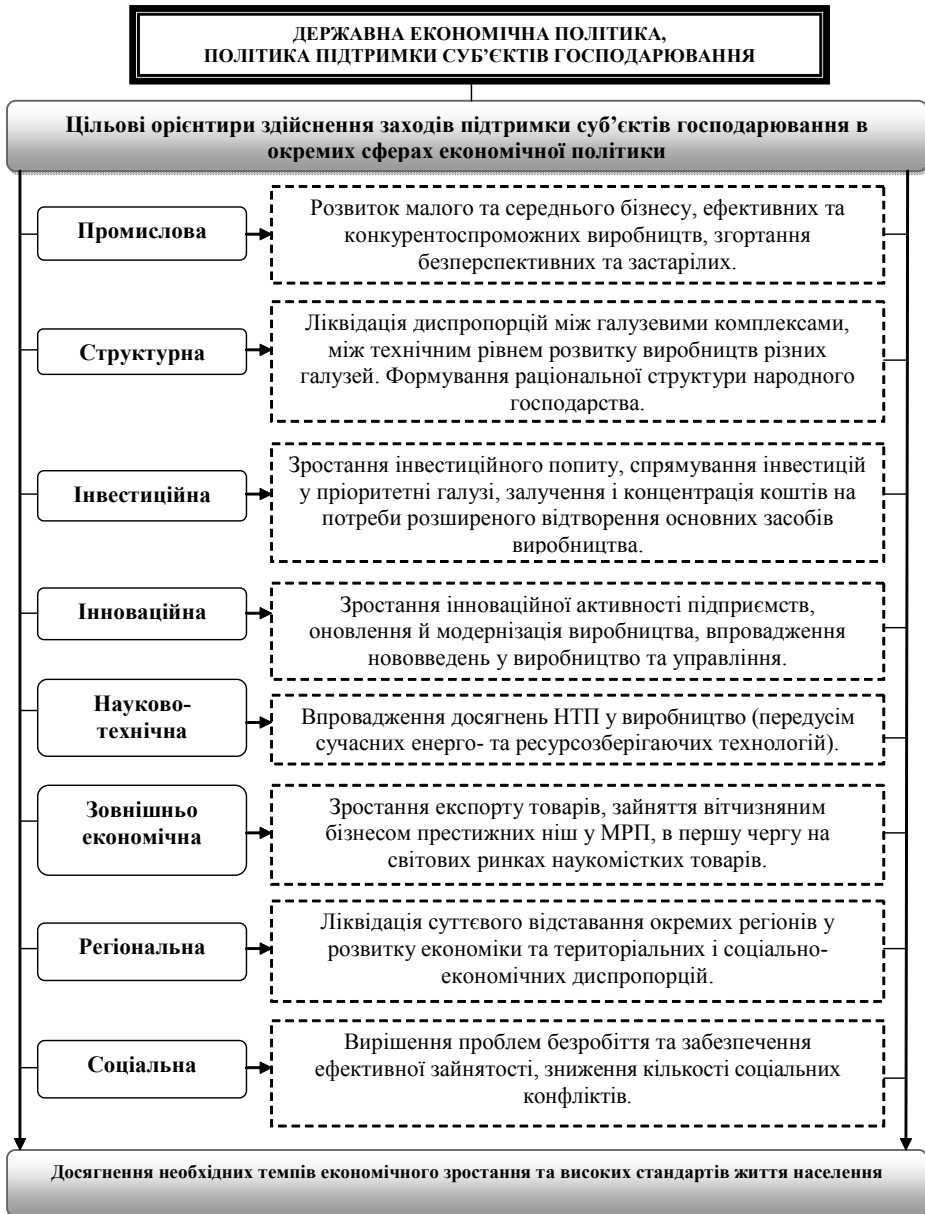 ДЕРЖАВНА ЕКОНОМІЧНА ПОЛІТИКА,
ПОЛІТИКА ПІДТРИМКИ СУБ’ЄКТІВ ГОСПОДАРЮВАННЯ
Цільові орієнтири здійснення заходів підтримки суб’єктів господарювання в
окремих сферах економічної політики
Промислова
Розвиток малого та середнього бізнесу, ефективних та
конкурентоспроможних виробництв, згортання
безперспективних та застарілих.
Структурна
Ліквідація диспропорцій між галузевими комплексами,
між технічним рівнем розвитку виробництв різних
галузей. Формування раціональної структури народного
господарства.
Інвестиційна
Зростання інвестиційного попиту, спрямування інвестицій
у пріоритетні галузі, залучення і концентрація коштів на
потреби розширеного відтворення основних засобів
виробництва.
Інноваційна
Зростання інноваційної активності підприємств,
оновлення й модернізація виробництва, впровадження
нововведень у виробництво та управління.
Науково-
технічна
Впровадження досягнень НТП у виробництво (передусім
сучасних енерго- та ресурсозберігаючих технологій).
Зовнішньо
економічна
Зростання експорту товарів, зайняття вітчизняним
бізнесом престижних ніш у МРП, в першу чергу на
світових ринках наукомістких товарів.
Регіональна
Ліквідація суттєвого відставання окремих регіонів у
розвитку економіки та територіальних і соціально-
економічних диспропорцій.
Соціальна
Вирішення проблем безробіття та забезпечення
ефективної зайнятості, зниження кількості соціальних
конфліктів.
Досягнення необхідних темпів економічного зростання та високих стандартів життя населення